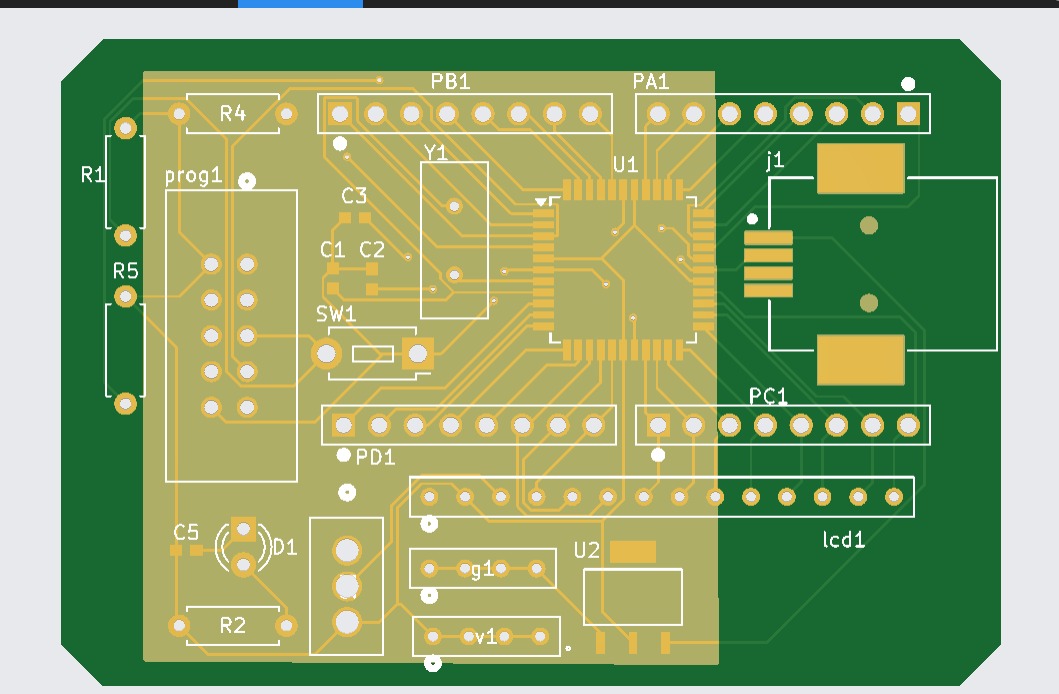 PB1 PA1
R4
Y1 U1 j1
R1 prog1
C3
C1 C2
R5
SW1
PC1
PD1
C5 D1 U2 lcd1
g1
R2 v1